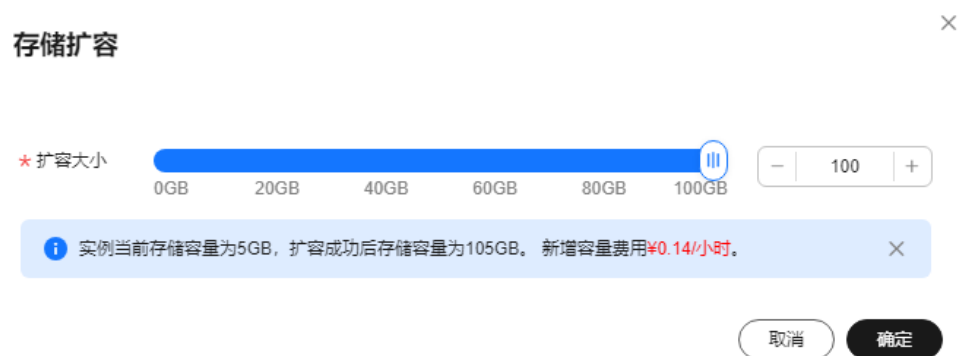 存储扩容
* 扩容大小
100
0GB 20GB 40GB 60GB 80GB 100GB
实例当前存储容量为5GB，扩容成功后存储容量为105GB。 新增容量费用¥0.14/小时。
取消 确定